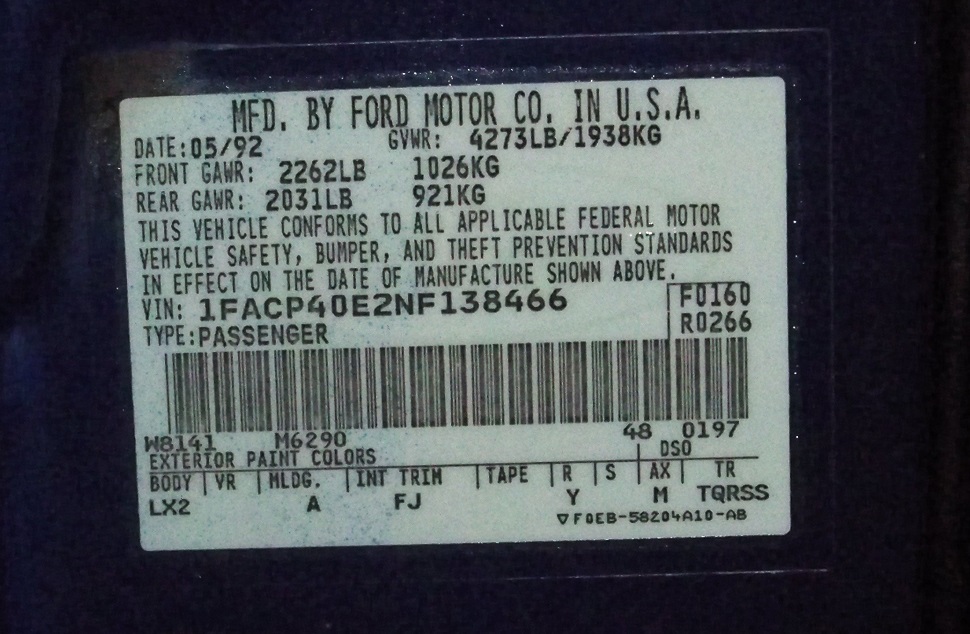 MFD. BY FORD MOTOR CO. IN U.S.A.
DATE: 05/92 GVWR: 4273LB/1938KG
FRONT GAWR: 2262LB 1026KG
REAR GAWR: 2031LB 921KG
THIS VEHICLE CONFORMS TO ALL APPLICABLE FEDERAL MOTOR
VEHICLE SAFETY, BUMPER, AND THEFT PREVENTION STANDARDS
IN EFFECT ON THE DATE OF MANUFACTURE SHOWN ABOVE.
VIN: 1FACP40E2NF138466 F0160
TYPE: PASSENGER R0266
W8141 M6290 48 0197
EXTERIOR PAINT COLORS DSO
BODY VR MLDG. INT TRIM TAPE R S AX TR
LX2 A FJ Y M TQRSS
▽F0EB-58204A10-AB